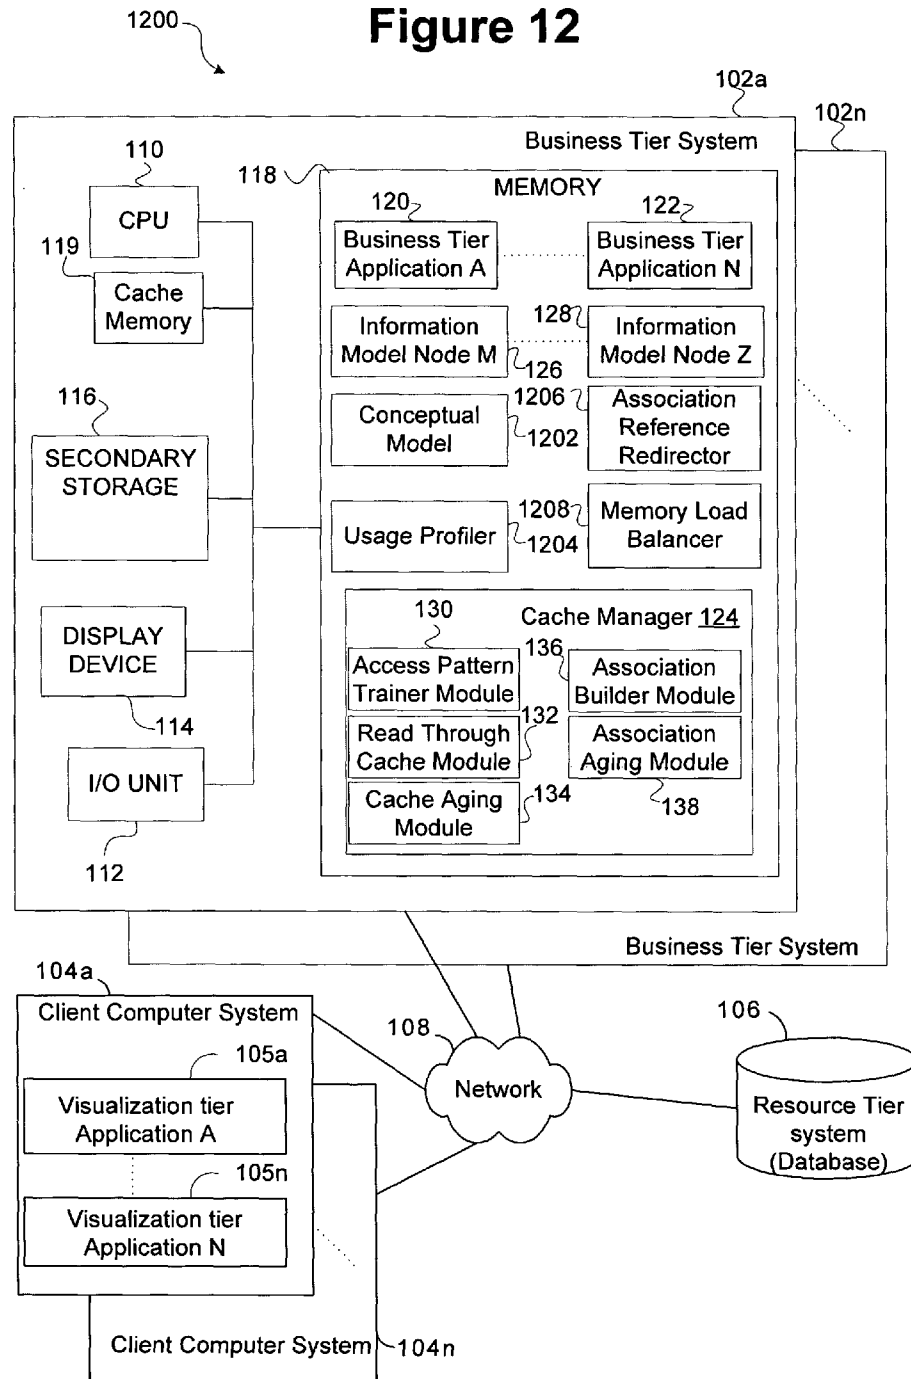 Figure 12
1200
102a
102n
Business Tier System
110
118
MEMORY
CPU
120
122
Business Tier
Application A
Business Tier
Application N
119
Cache
Memory
128
Information
Model Node M
Information
Model Node Z
126
116
1206
Conceptual
Model
1202
Association
Reference
Redirector
SECONDARY
STORAGE
1208
Usage Profiler
1204
Memory Load
Balancer
130
Cache Manager 124
136
DISPLAY
DEVICE
114
Access Pattern
Trainer Module
Association
Builder Module
132
Read Through
Cache Module
Association
Aging Module
I/O UNIT
112
134
Cache Aging
Module
138
Business Tier System
104a
Client Computer System
108
106
105a
Network
Visualization tier
Application A
Resource Tier
system
(Database)
105n
Visualization tier
Application N
Client Computer System
104n